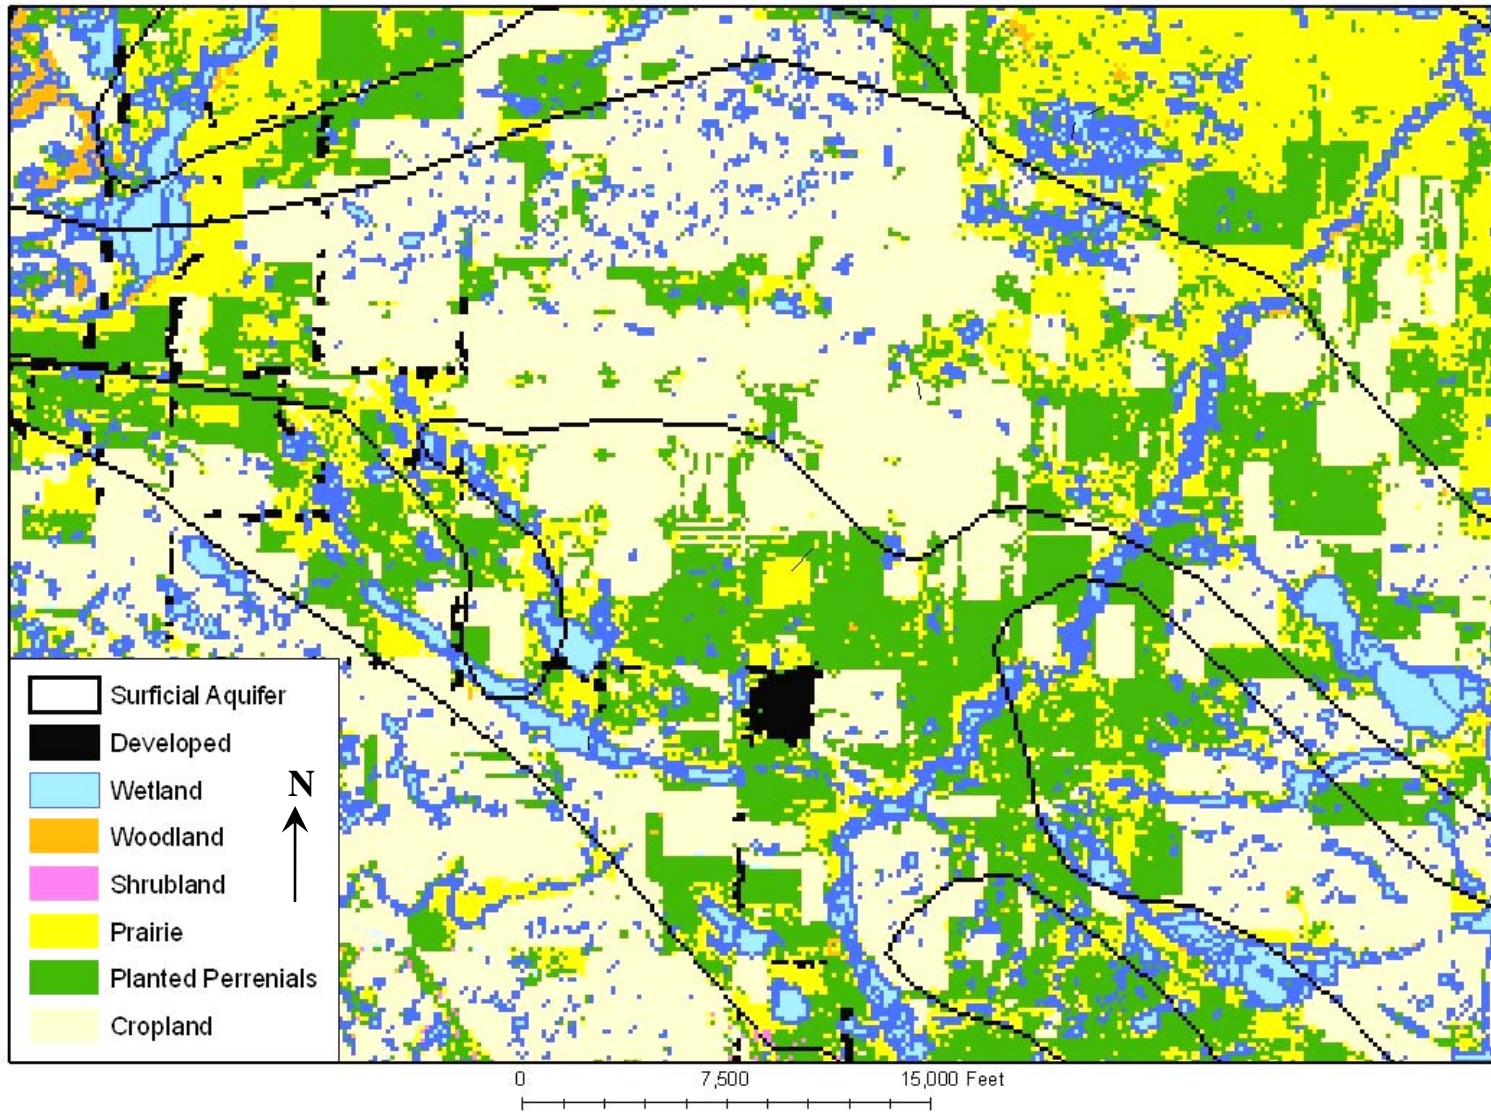 Surficial Aquifer
Developed
Wetland
Woodland
Shrubland
Prairie
Planted Perrenials
Cropland
N
0 7,500 15,000 Feet